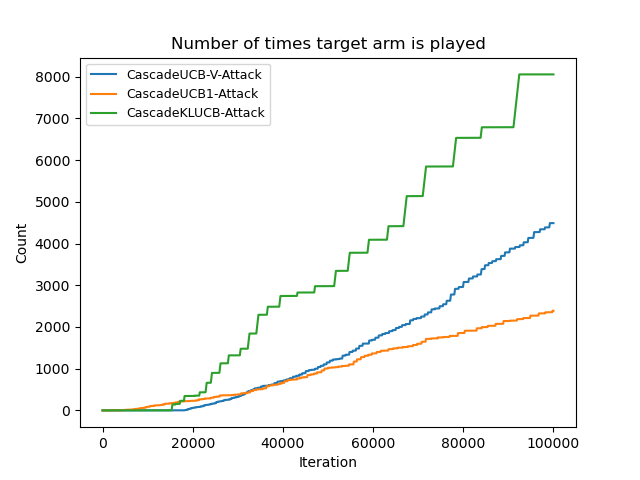 Number of times target arm is played
CascadeUCB-V-Attack
CascadeUCB1-Attack
CascadeKLUCB-Attack
8000
7000
6000
5000
4000
3000
2000
1000
0
Count
0 20000 40000 60000 80000 100000
Iteration